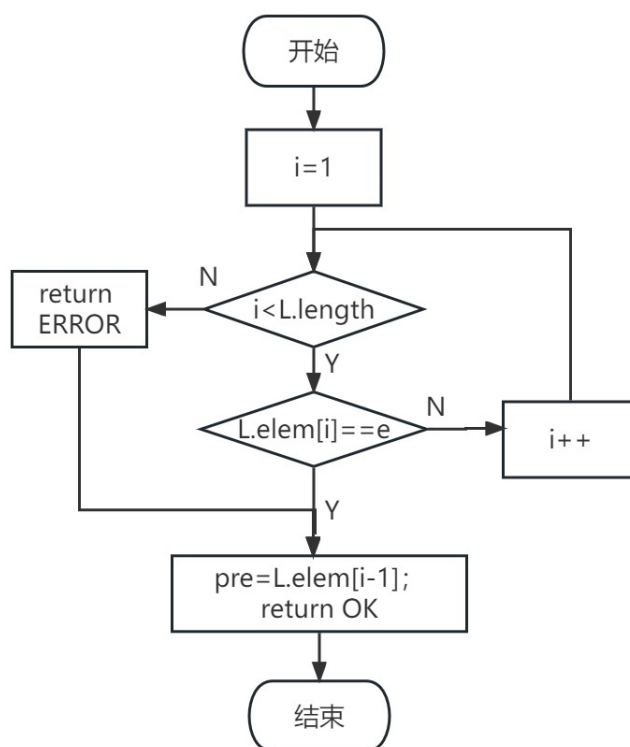 开始
i=1
N
return
ERROR
i<L.length
Y
L.elem[i]==e
N
i++
Y
pre=L.elem[i-1];
return OK
结束